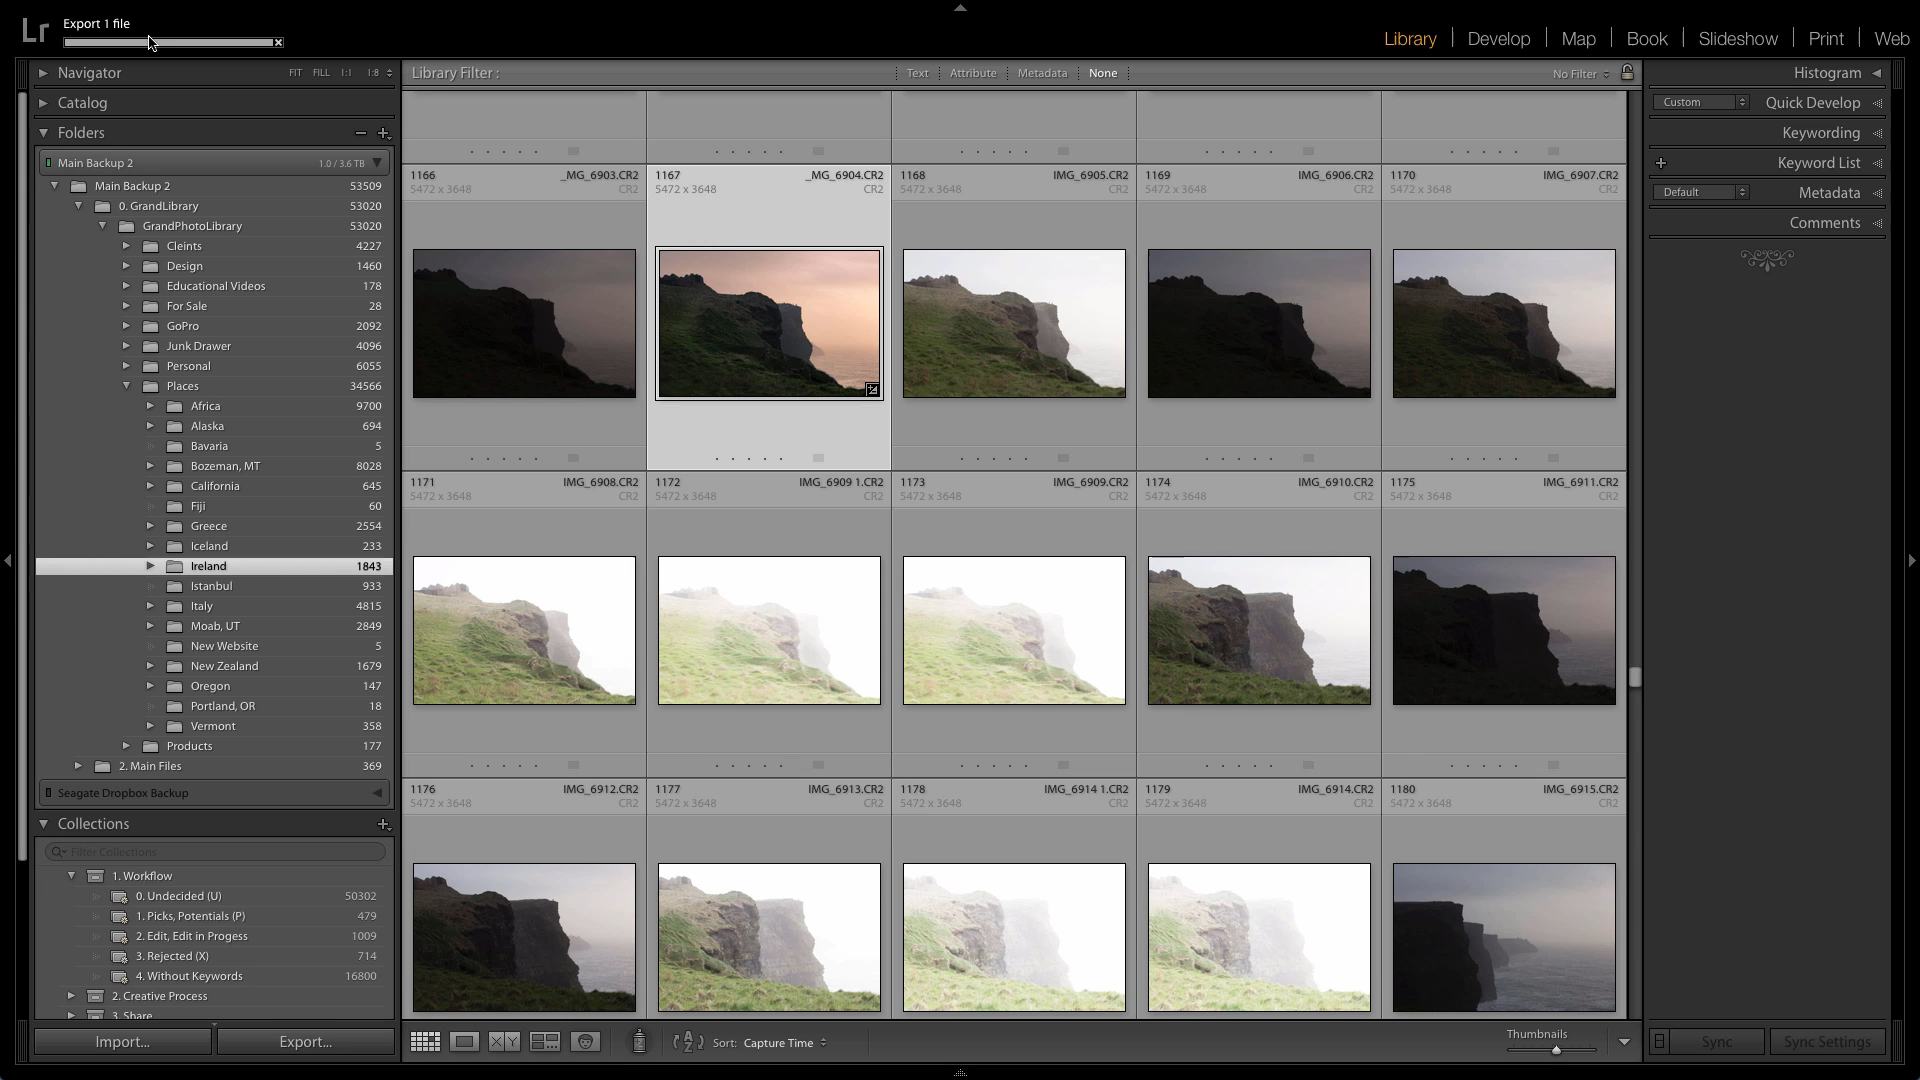 Lr
Export 1 file
Library
Develop
Map
Book
Slideshow
Print
Web
Navigator
FIT
FILL
1:1
1:8
Catalog
Folders
Main Backup 2
1.0 / 3.6 TB
Main Backup 2 53509
0. GrandLibrary 53020
GrandPhotoLibrary 53020
Cleints 4227
Design 1460
Educational Videos 178
For Sale 28
GoPro 2092
Junk Drawer 4096
Personal 6055
Places 34566
Africa 9700
Alaska 694
Bavaria 5
Bozeman, MT 8028
California 645
Fiji 60
Greece 2554
Iceland 233
Ireland 1843
Istanbul 933
Italy 4815
Moab, UT 2849
New Website 5
New Zealand 1679
Oregon 147
Portland, OR 18
Vermont 358
Products 177
2. Main Files 369
Seagate Dropbox Backup
Collections
Filter Collections
1. Workflow
0. Undecided (U) 50302
1. Picks, Potentials (P) 479
2. Edit, Edit in Progess 1009
3. Rejected (X) 714
4. Without Keywords 16800
2. Creative Process
3. Share
Import...
Export...
Library Filter :
Text
Attribute
Metadata
None
No Filter
1166 _MG_6903.CR2
5472 x 3648 CR2
1167 _MG_6904.CR2
5472 x 3648 CR2
1168 IMG_6905.CR2
5472 x 3648 CR2
1169 IMG_6906.CR2
5472 x 3648 CR2
1170 IMG_6907.CR2
5472 x 3648 CR2
1171 IMG_6908.CR2
5472 x 3648 CR2
1172 IMG_6909 1.CR2
5472 x 3648 CR2
1173 IMG_6909.CR2
5472 x 3648 CR2
1174 IMG_6910.CR2
5472 x 3648 CR2
1175 IMG_6911.CR2
5472 x 3648 CR2
1176 IMG_6912.CR2
5472 x 3648 CR2
1177 IMG_6913.CR2
5472 x 3648 CR2
1178 IMG_6914 1.CR2
5472 x 3648 CR2
1179 IMG_6914.CR2
5472 x 3648 CR2
1180 IMG_6915.CR2
5472 x 3648 CR2
XY
Sort: Capture Time
Thumbnails
Histogram
Custom
Quick Develop
Keywording
Keyword List
Default
Metadata
Comments
Sync
Sync Settings